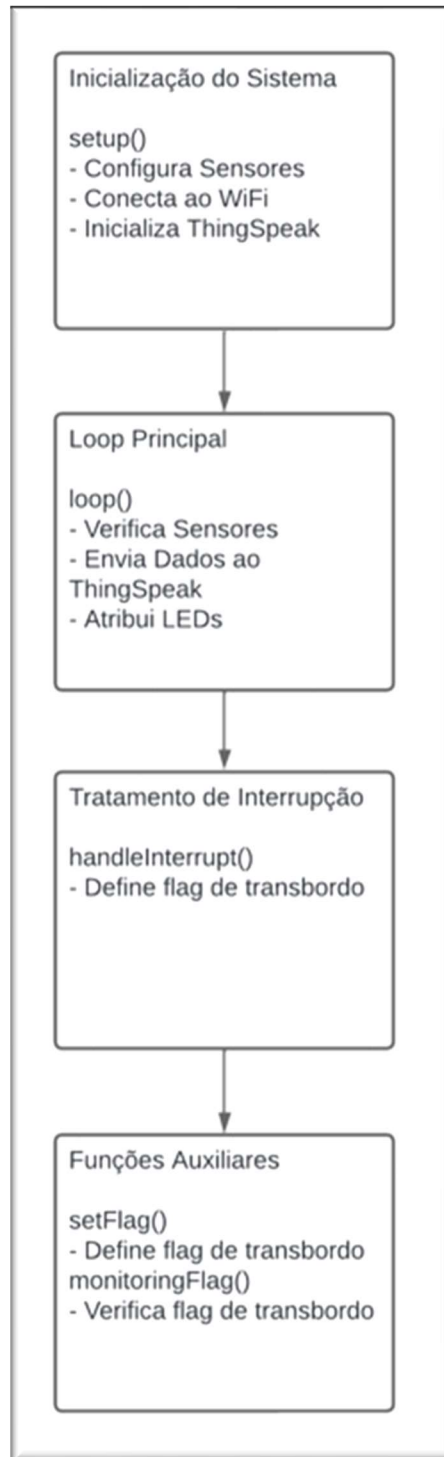 Inicialização do Sistema
setup()
- Configura Sensores
- Conecta ao WiFi
- Inicializa ThingSpeak
Loop Principal
loop()
- Verifica Sensores
- Envia Dados ao
ThingSpeak
- Atribui LEDs
Tratamento de Interrupção
handleInterrupt()
- Define flag de transbordo
Funções Auxiliares
setFlag()
- Define flag de transbordo
monitoringFlag()
- Verifica flag de transbordo